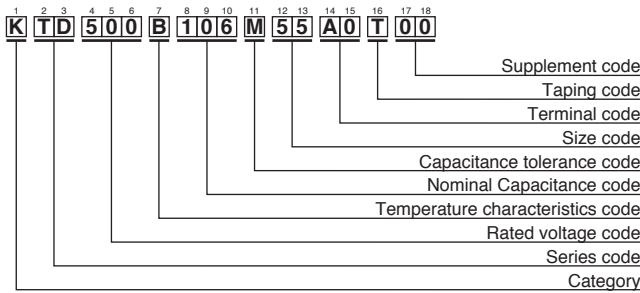 1 2 3 4 5 6 7 8 9 10 11 12 13 14 15 16 17 18
K T D 5 0 0 B 1 0 6 M 5 5 A 0 T 0 0
Supplement code
Taping code
Terminal code
Size code
Capacitance tolerance code
Nominal Capacitance code
Temperature characteristics code
Rated voltage code
Series code
Category